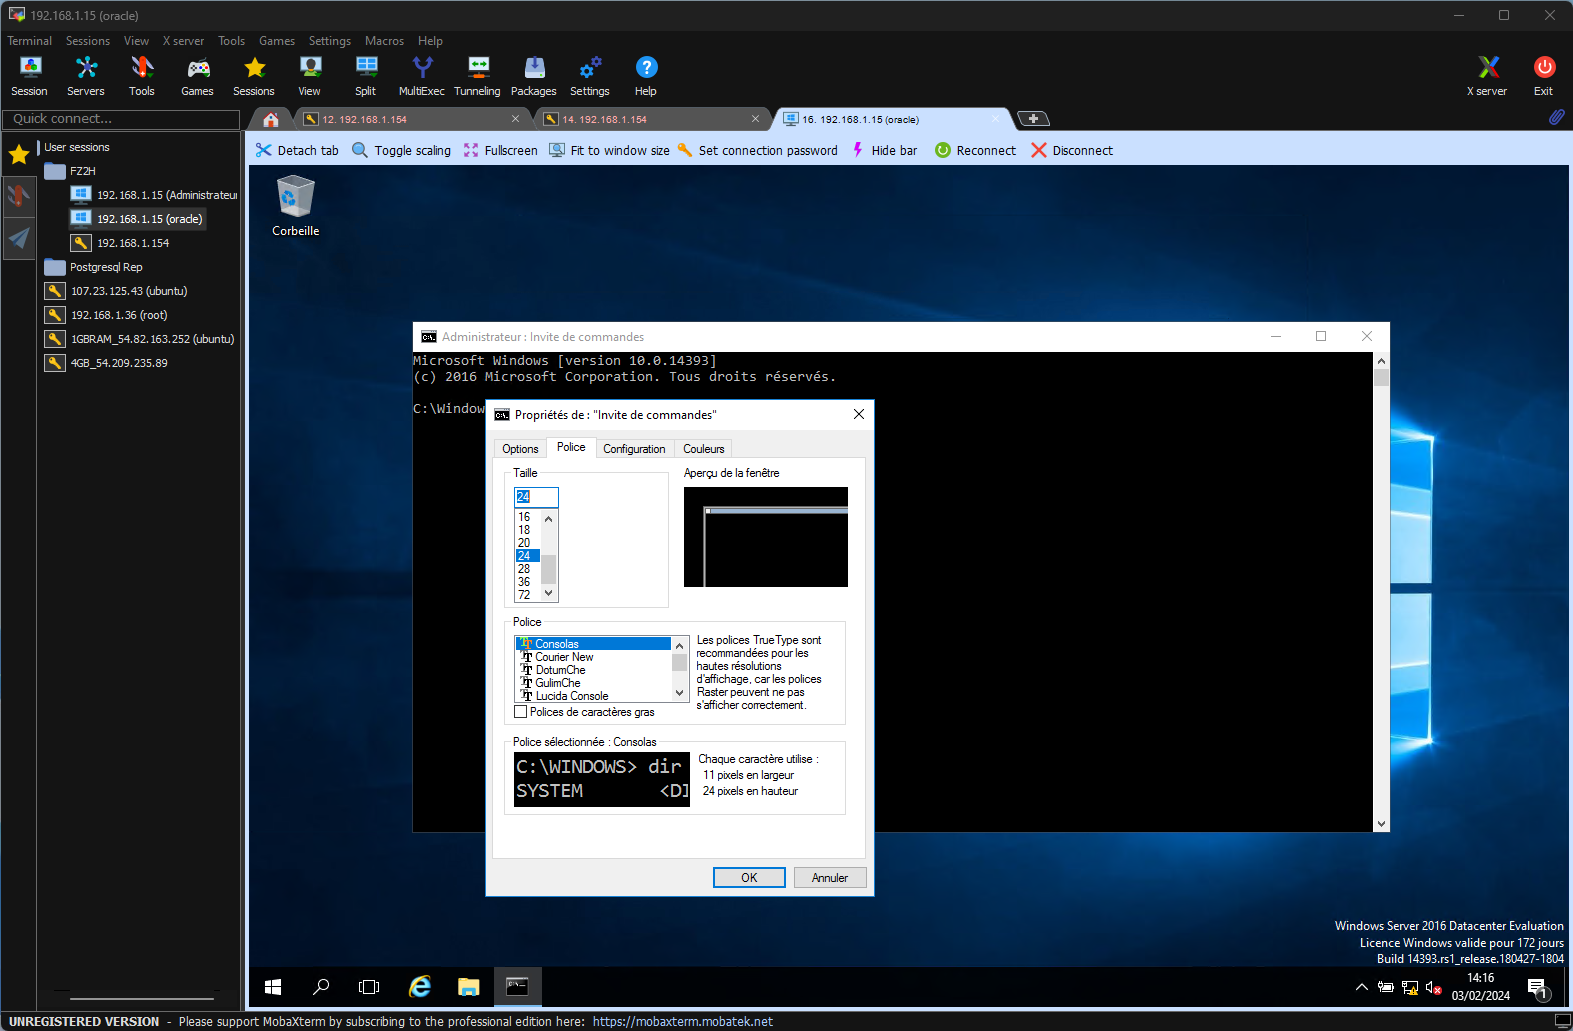 192.168.1.15 (oracle)
Terminal Sessions View X server Tools Games Settings Macros Help
Session Servers Tools Games Sessions View Split MultiExec Tunneling Packages Settings Help X server Exit
Quick connect...
12. 192.168.1.154
14. 192.168.1.154
16. 192.168.1.15 (oracle)
Detach tab Toggle scaling Fullscreen Fit to window size Set connection password Hide bar Reconnect Disconnect
User sessions
FZ2H
192.168.1.15 (Administrateur
192.168.1.15 (oracle)
192.168.1.154
Postgresql Rep
107.23.125.43 (ubuntu)
192.168.1.36 (root)
1GBRAM_54.82.163.252 (ubuntu)
4GB_54.209.235.89
Corbeille
Administrateur : Invite de commandes
Microsoft Windows [version 10.0.14393]
(c) 2016 Microsoft Corporation. Tous droits réservés.
C:\Window
Propriétés de : "Invite de commandes"
Options Police Configuration Couleurs
Taille
24
16
18
20
24
28
36
72
Aperçu de la fenêtre
Police
Consolas
Courier New
DotumChe
GulimChe
Lucida Console
Polices de caractères gras
Les polices TrueType sont
recommandées pour les
hautes résolutions
d'affichage, car les polices
Raster peuvent ne pas
s'afficher correctement.
Police sélectionnée : Consolas
C:\WINDOWS> dir
SYSTEM <DI
Chaque caractère utilise :
11 pixels en largeur
24 pixels en hauteur
OK Annuler
Windows Server 2016 Datacenter Evaluation
Licence Windows valide pour 172 jours
Build 14393.rs1_release.180427-1804
14:16
03/02/2024
1
UNREGISTERED VERSION - Please support MobaXterm by subscribing to the professional edition here: https://mobaxterm.mobatek.net